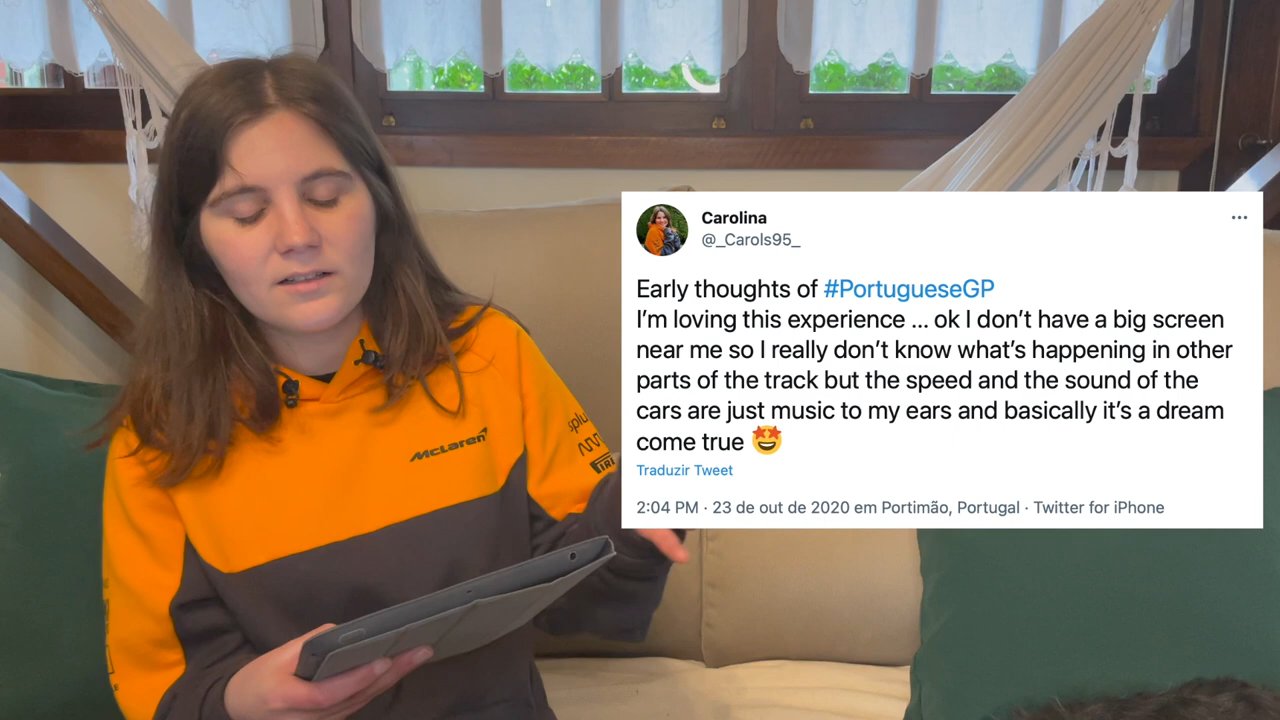 McLaren
Carolina
@_Carols95_
Early thoughts of #PortugueseGP
I'm loving this experience ... ok I don't have a big screen
near me so I really don't know what's happening in other
parts of the track but the speed and the sound of the
cars are just music to my ears and basically it's a dream
come true 🤩
Traduzir Tweet
2:04 PM · 23 de out de 2020 em Portimão, Portugal · Twitter for iPhone